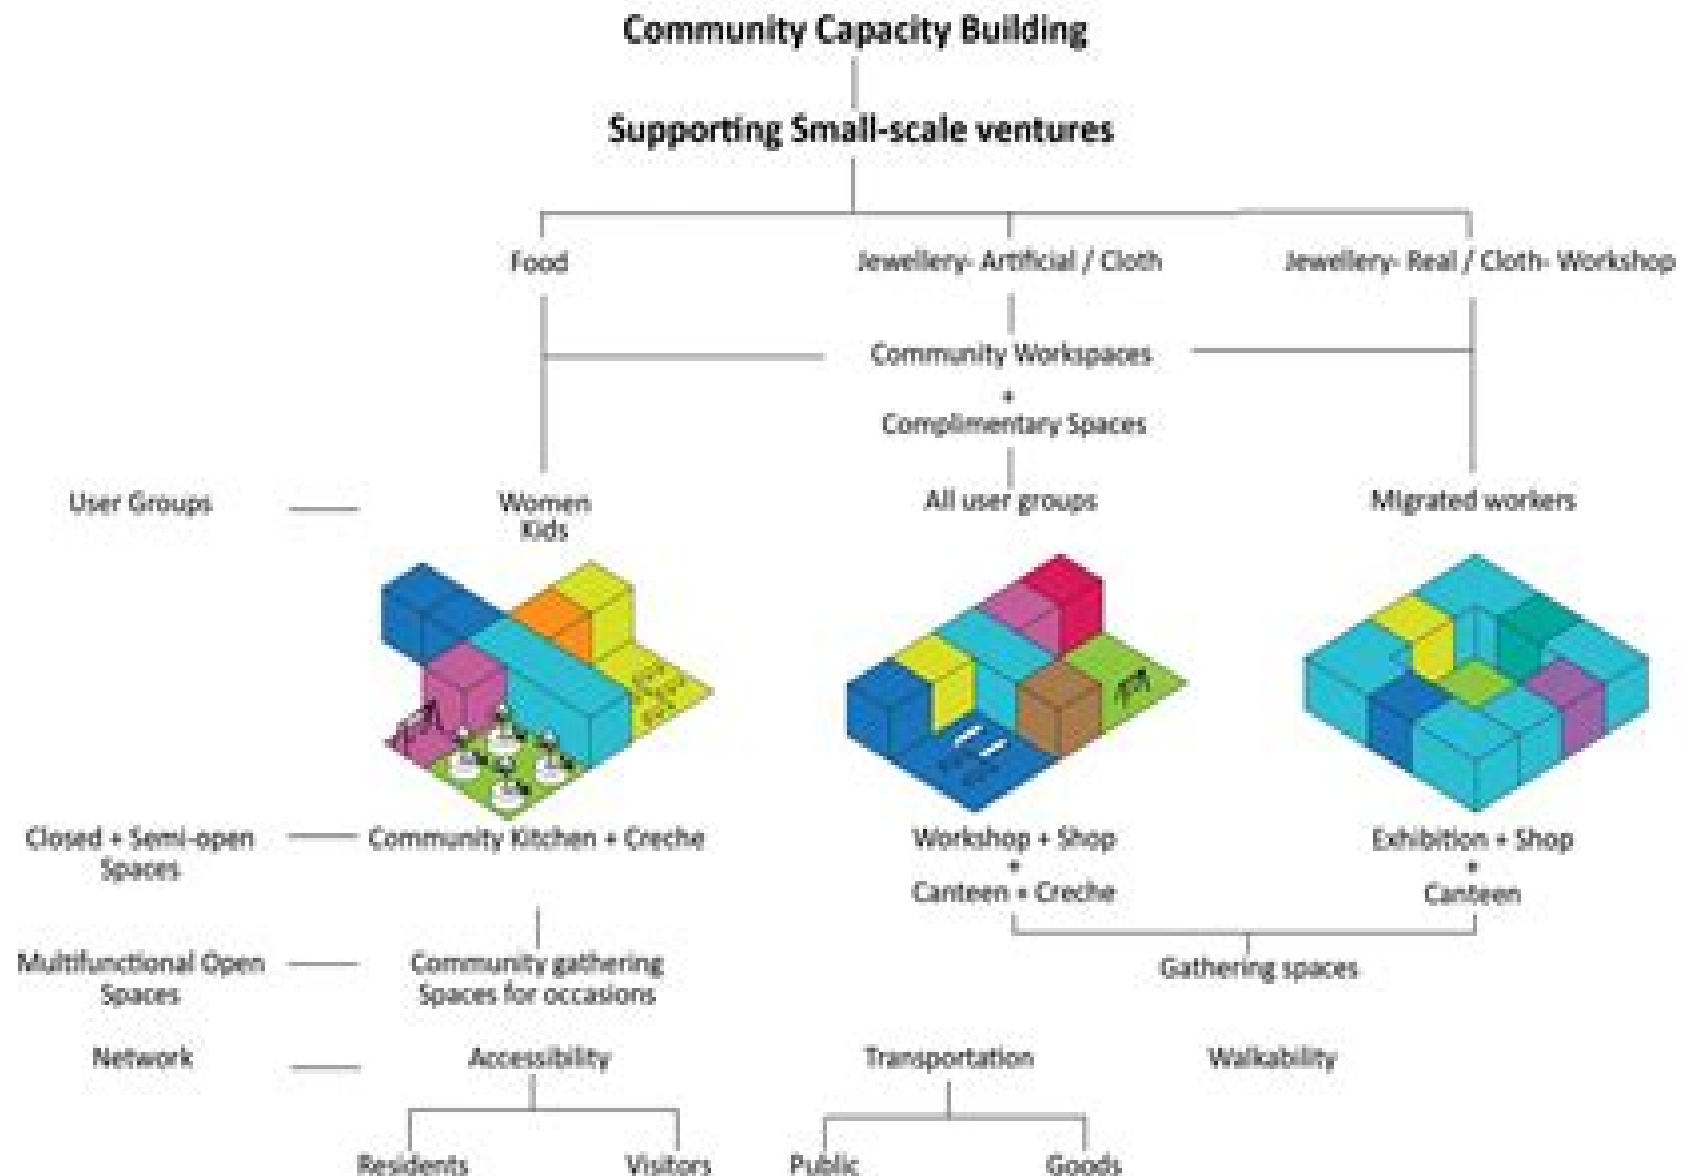 Community Capacity Building
Supporting Small-scale ventures
Food
Jewellery- Artificial / Cloth
Jewellery- Real / Cloth- Workshop
Community Workspaces
+
Complimentary Spaces
User Groups
Women
Kids
All user groups
Migrated workers
Closed + Semi-open
Spaces
Community Kitchen + Creche
Workshop + Shop
+
Canteen + Creche
Exhibition + Shop
+
Canteen
Multifunctional Open
Spaces
Community gathering
Spaces for occasions
Gathering spaces
Network
Accessibility
Transportation
Walkability
Residents
Visitors
Public
Goods